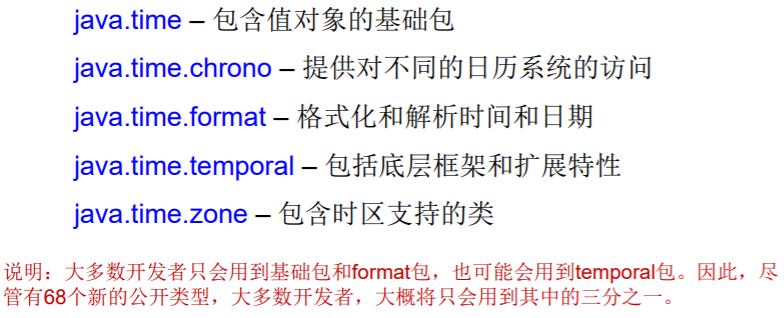 java.time – 包含值对象的基础包
java.time.chrono – 提供对不同的日历系统的访问
java.time.format – 格式化和解析时间和日期
java.time.temporal – 包括底层框架和扩展特性
java.time.zone – 包含时区支持的类
说明：大多数开发者只会用到基础包和format包，也可能会用到temporal包。因此，尽
管有68个新的公开类型，大多数开发者，大概将只会用到其中的三分之一。